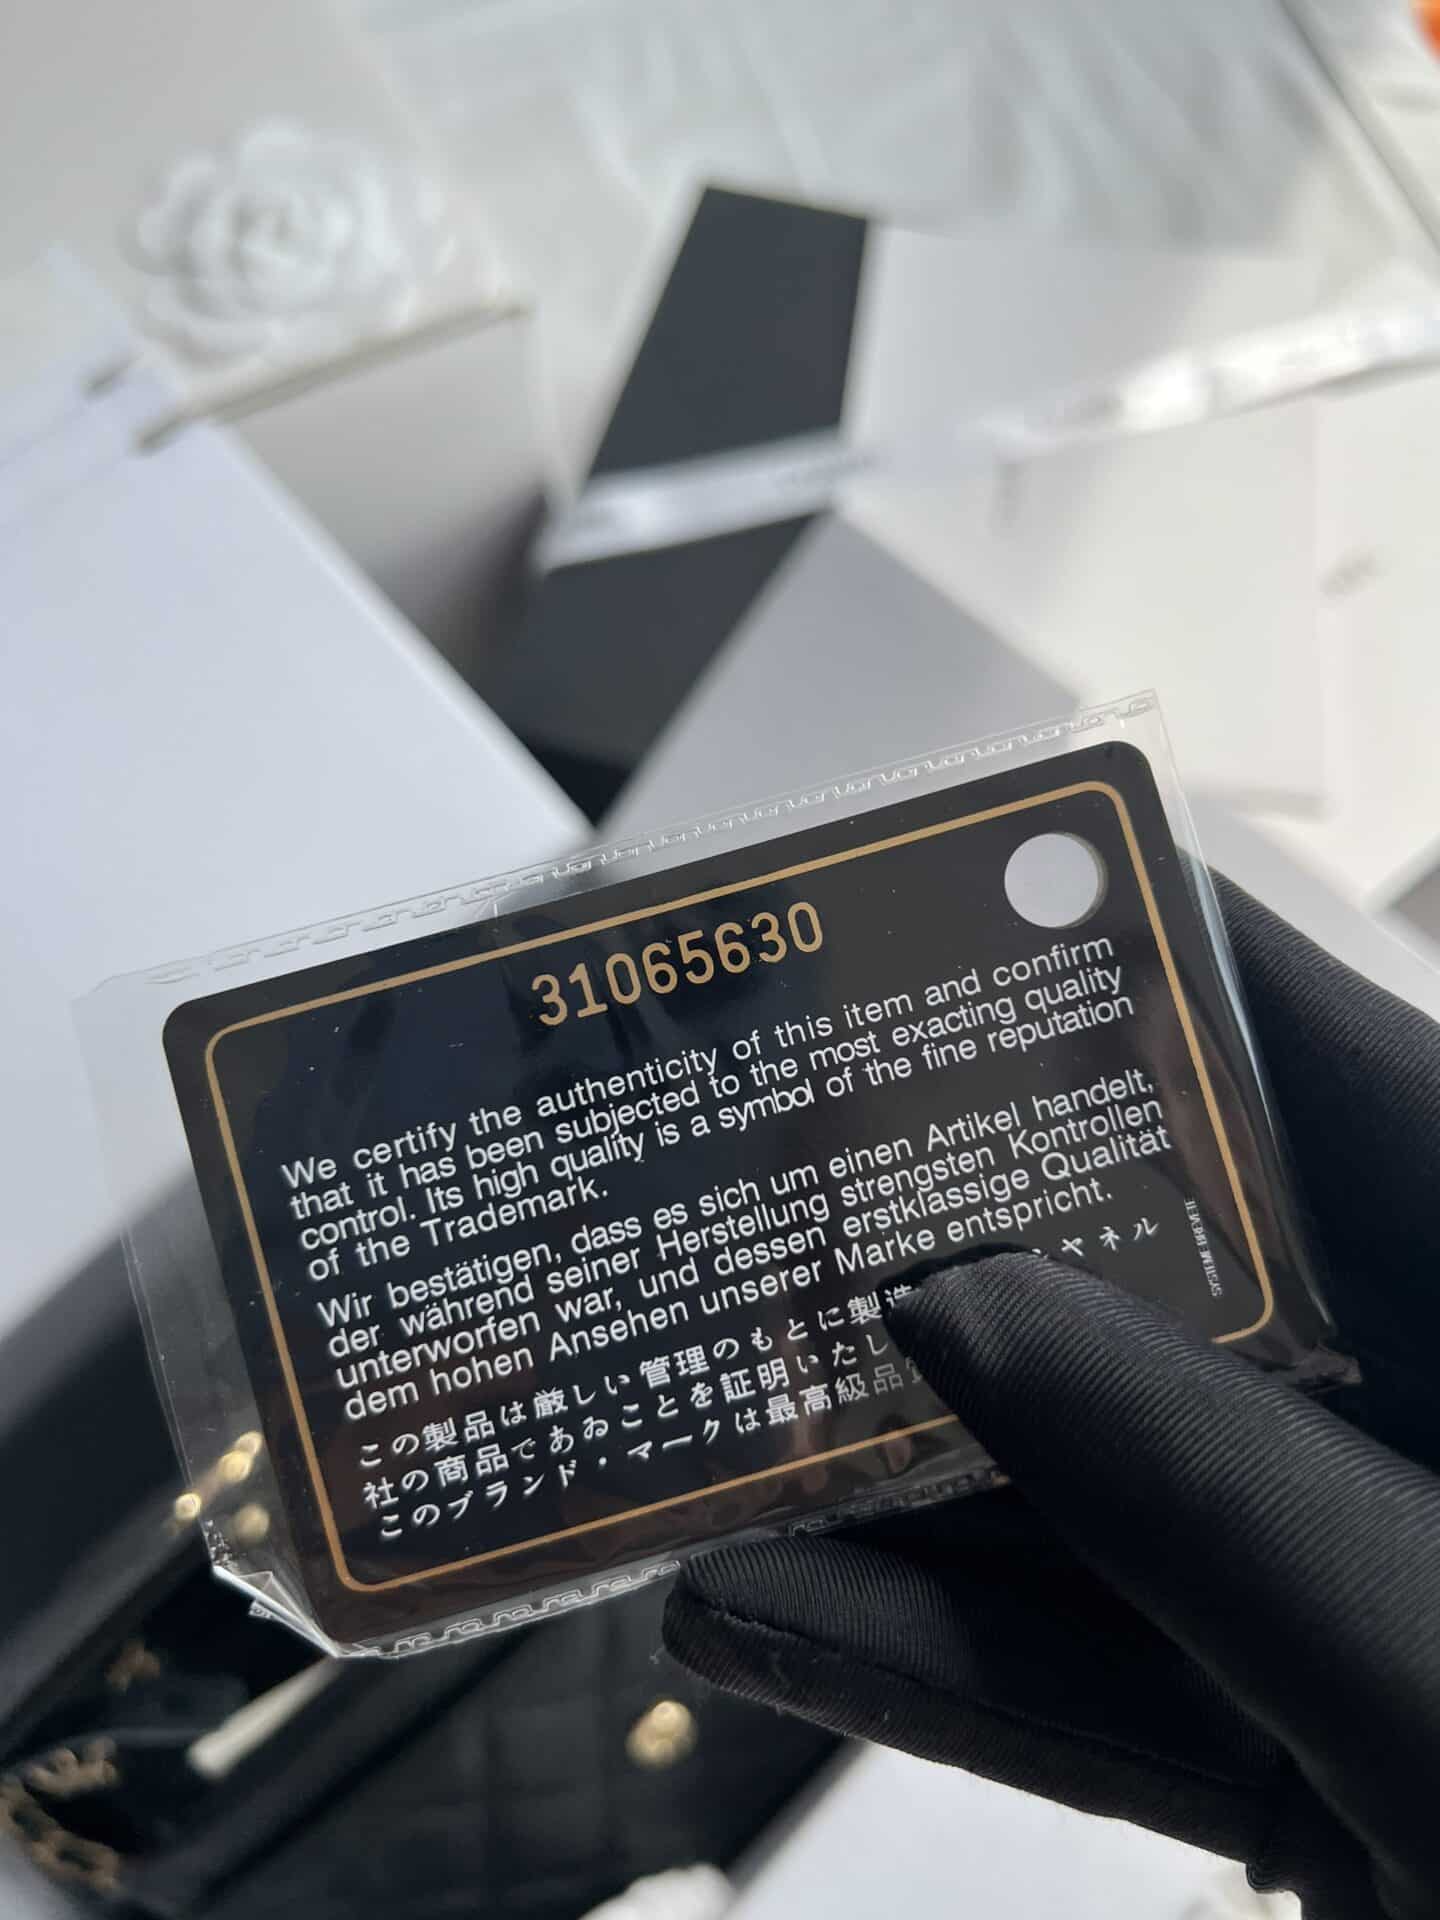 31065630
We certify the authenticity of this item and confirm
that it has been subjected to the most exacting quality
control. Its high quality is a symbol of the fine reputation
of the Trademark.
Wir bestätigen, dass es sich um einen Artikel handelt,
der während seiner Herstellung strengsten Kontrollen
unterworfen war, und dessen erstklassige Qualität
dem hohen Ansehen unserer Marke entspricht.
この製品は厳しい管理のもとに製造 シャネル
社の商品であることを証明いたし
このブランド・マークは最高級品